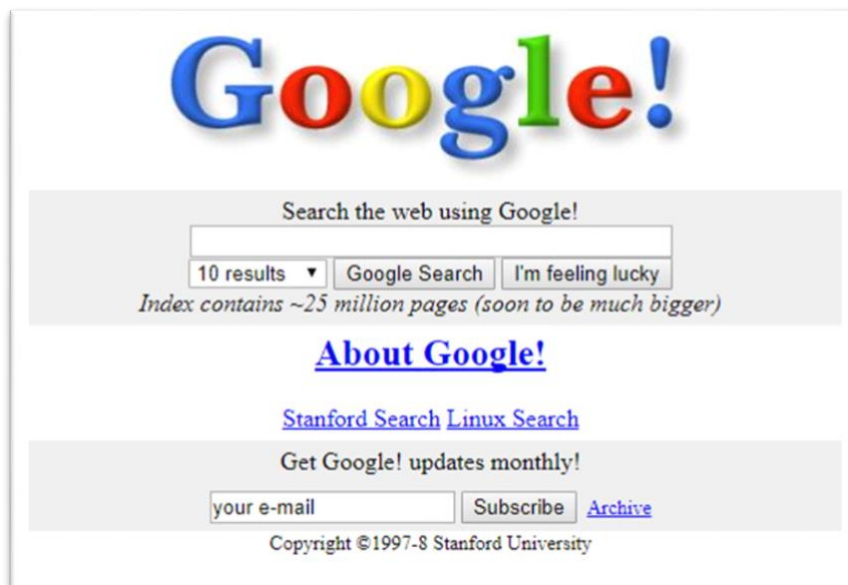 Google!
Search the web using Google!
10 results ▼ Google Search I'm feeling lucky
Index contains ~25 million pages (soon to be much bigger)
About Google!
Stanford Search Linux Search
Get Google! updates monthly!
your e-mail Subscribe Archive
Copyright ©1997-8 Stanford University